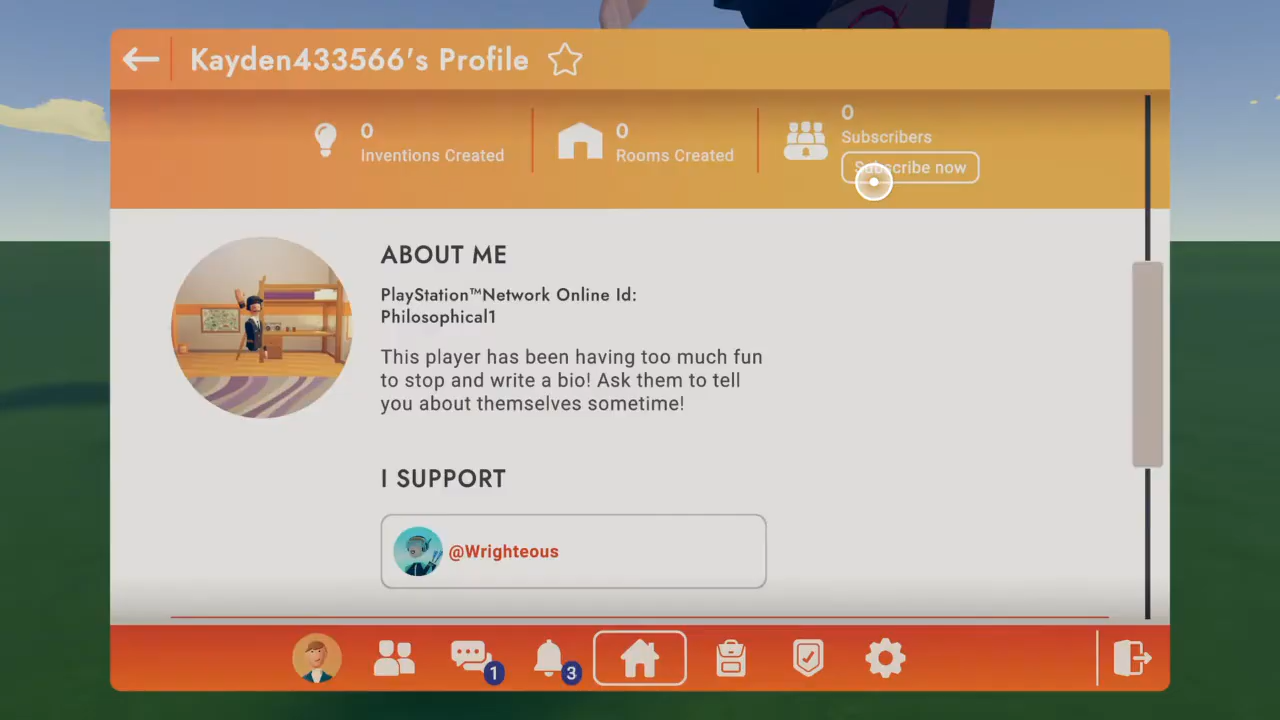 Kayden433566's Profile
0
Inventions Created
0
Rooms Created
0
Subscribers
Subscribe now
ABOUT ME
PlayStation™Network Online Id:
Philosophical1
This player has been having too much fun
to stop and write a bio! Ask them to tell
you about themselves sometime!
I SUPPORT
@Wrighteous
1
3